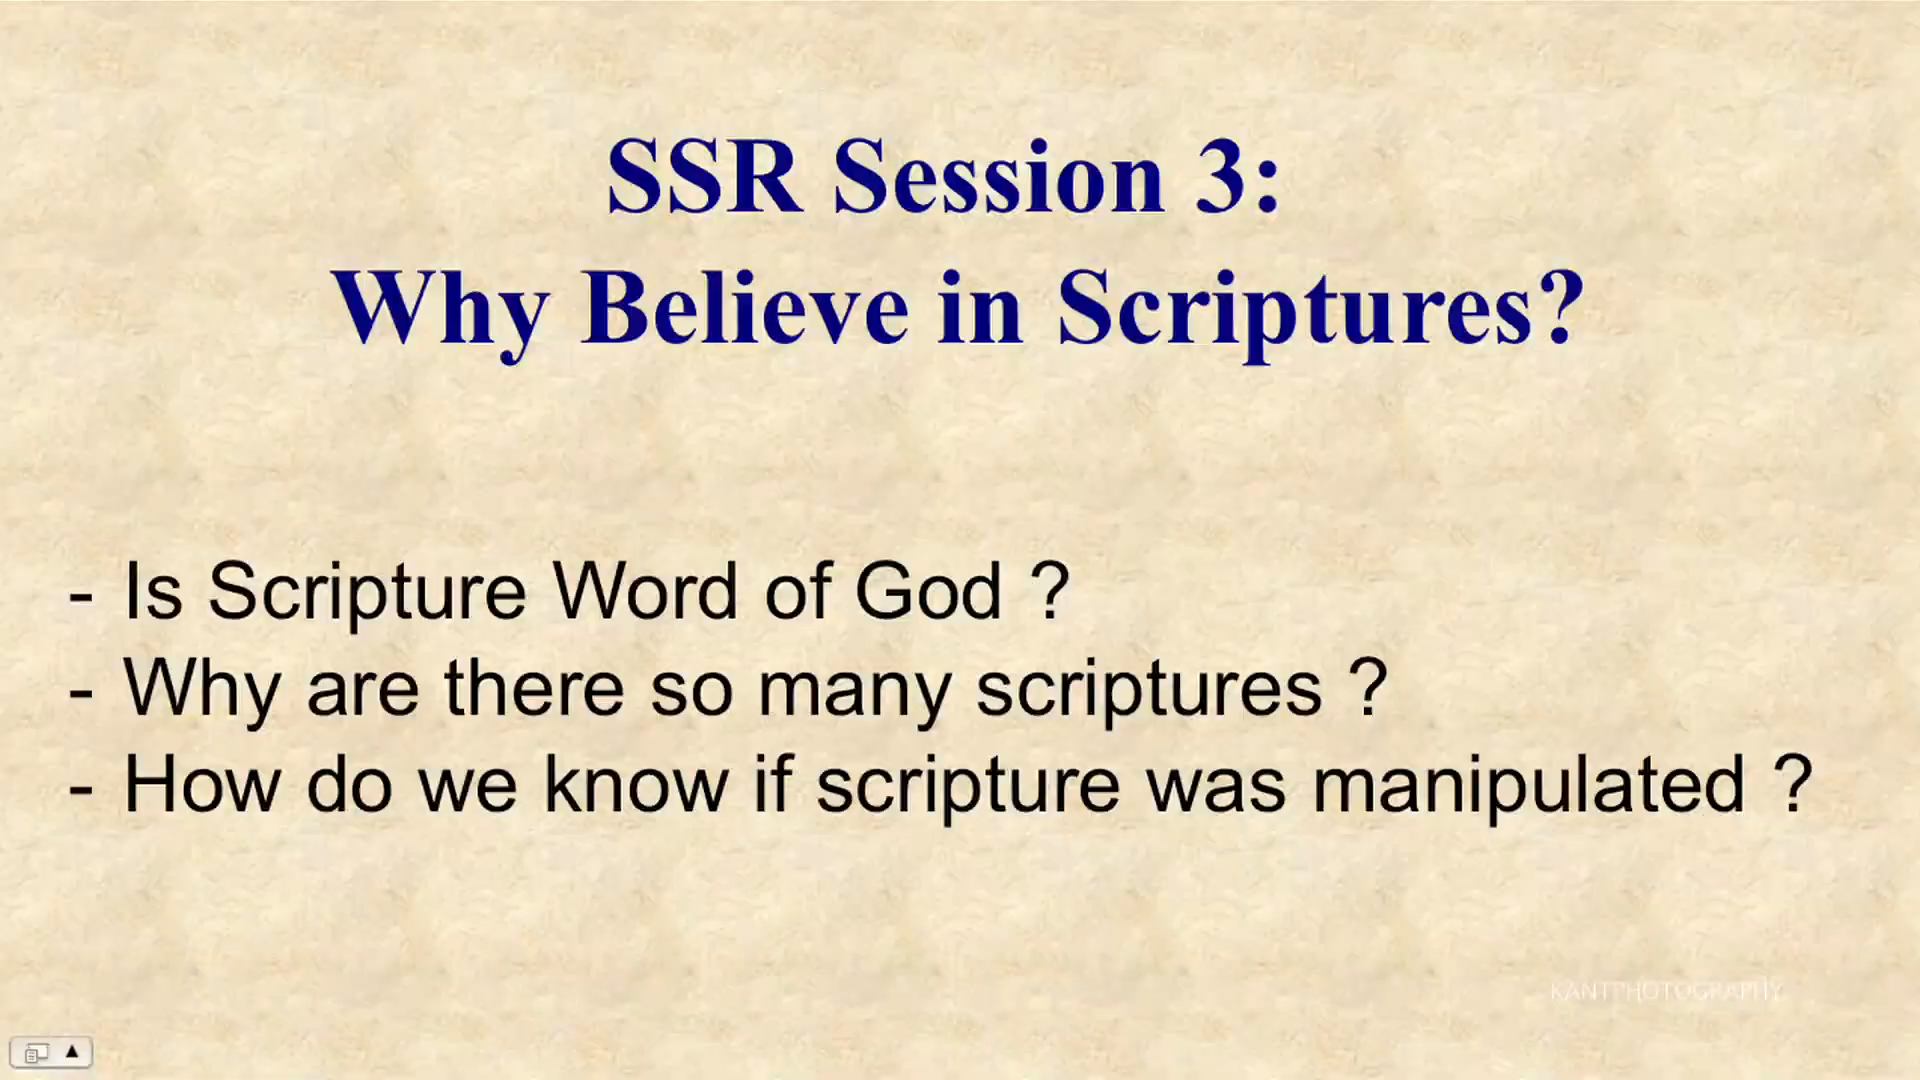 SSR Session 3:
Why Believe in Scriptures?
- Is Scripture Word of God ?
- Why are there so many scriptures ?
- How do we know if scripture was manipulated ?
KANTPHOTOGRAPHY